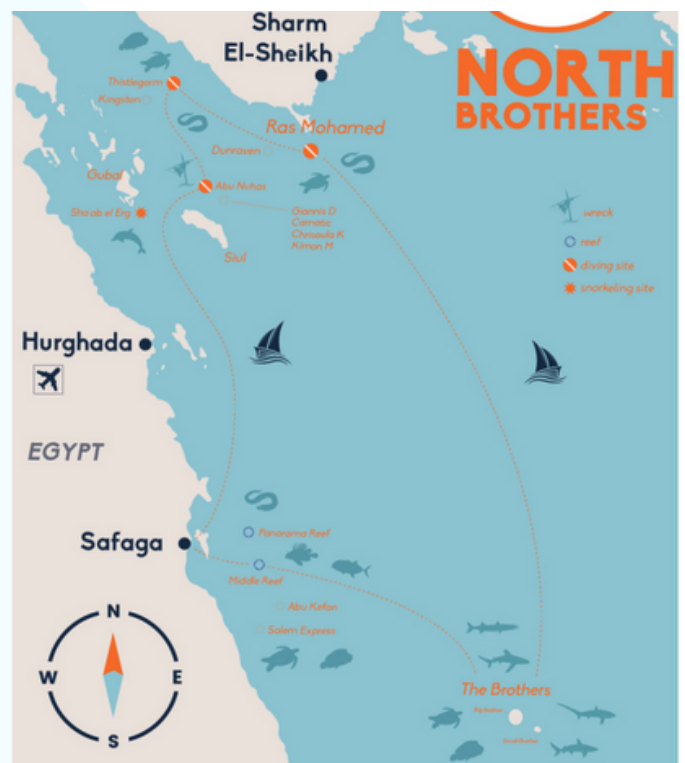 Sharm
El-Sheikh
NORTH
BROTHERS
Thistlegorm
Kingston
Ras Mohamed
Dunraven
Gubal
Abu Nuhas
Sha'ab el Erg
Giannis D
Carnatic
Chrisoula K
Kimon M
Siul
wreck
reef
diving site
snorkeling site
Hurghada
EGYPT
Panorama Reef
Safaga
Middle Reef
Abu Kefan
Salem Express
N
W
E
S
The Brothers